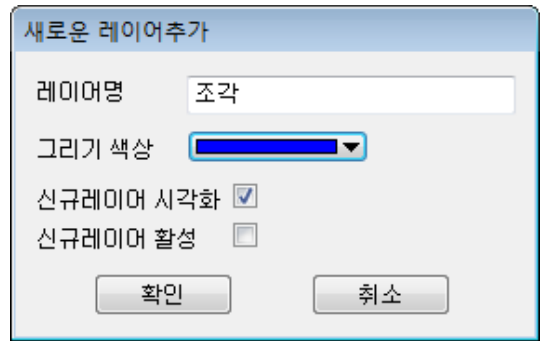 새로운 레이어추가
레이어명 조각
그리기 색상
신규레이어 시각화
신규레이어 활성
확인 취소